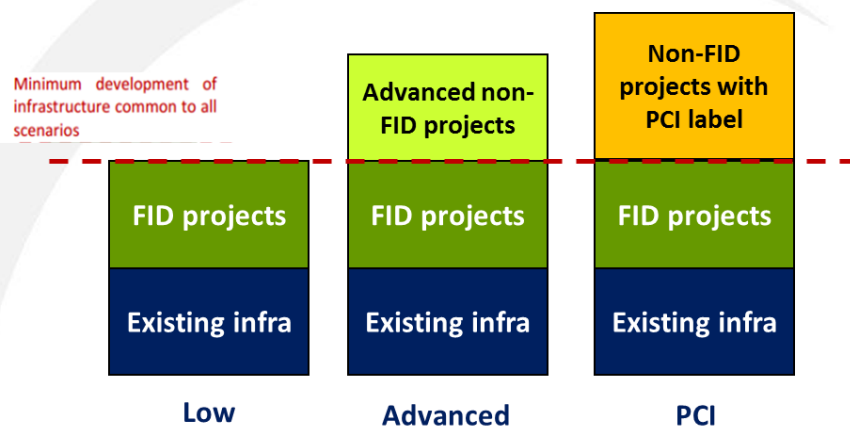 Minimum development of
infrastructure common to all
scenarios
Advanced non-
FID projects
Non-FID
projects with
PCI label
FID projects
FID projects
FID projects
Existing infra
Existing infra
Existing infra
Low
Advanced
PCI